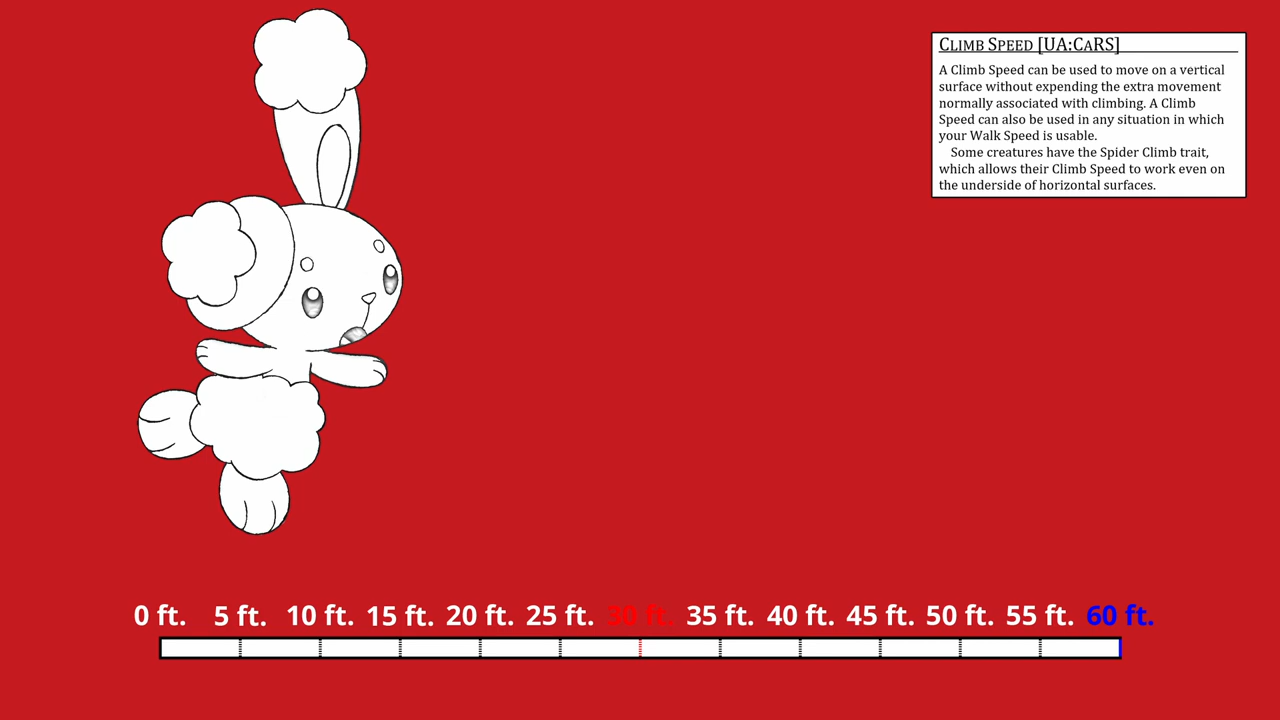 Climb Speed [UA:CaRS]
A Climb Speed can be used to move on a vertical
surface without expending the extra movement
normally associated with climbing. A Climb
Speed can also be used in any situation in which
your Walk Speed is usable.
Some creatures have the Spider Climb trait,
which allows their Climb Speed to work even on
the underside of horizontal surfaces.
0 ft. 5 ft. 10 ft. 15 ft. 20 ft. 25 ft. 30 ft. 35 ft. 40 ft. 45 ft. 50 ft. 55 ft. 60 ft.